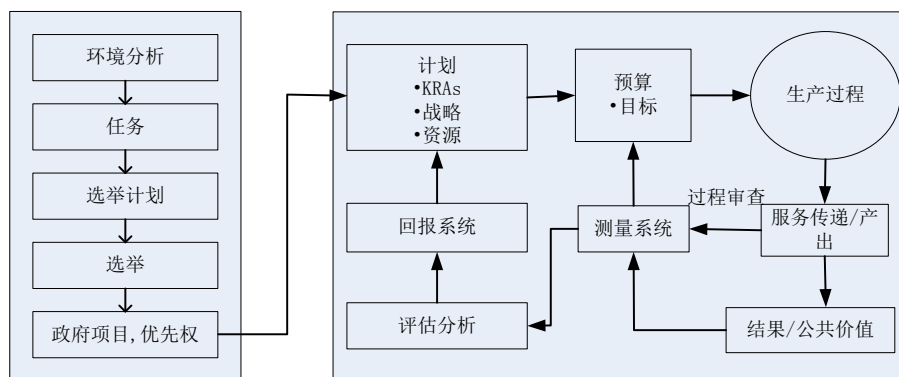 环境分析
任务
选举计划
选举
政府项目,优先权
计划
•KRAs
•战略
•资源
预算
•目标
生产过程
过程审查
回报系统
测量系统
服务传递/产
出
评估分析
结果/公共价值